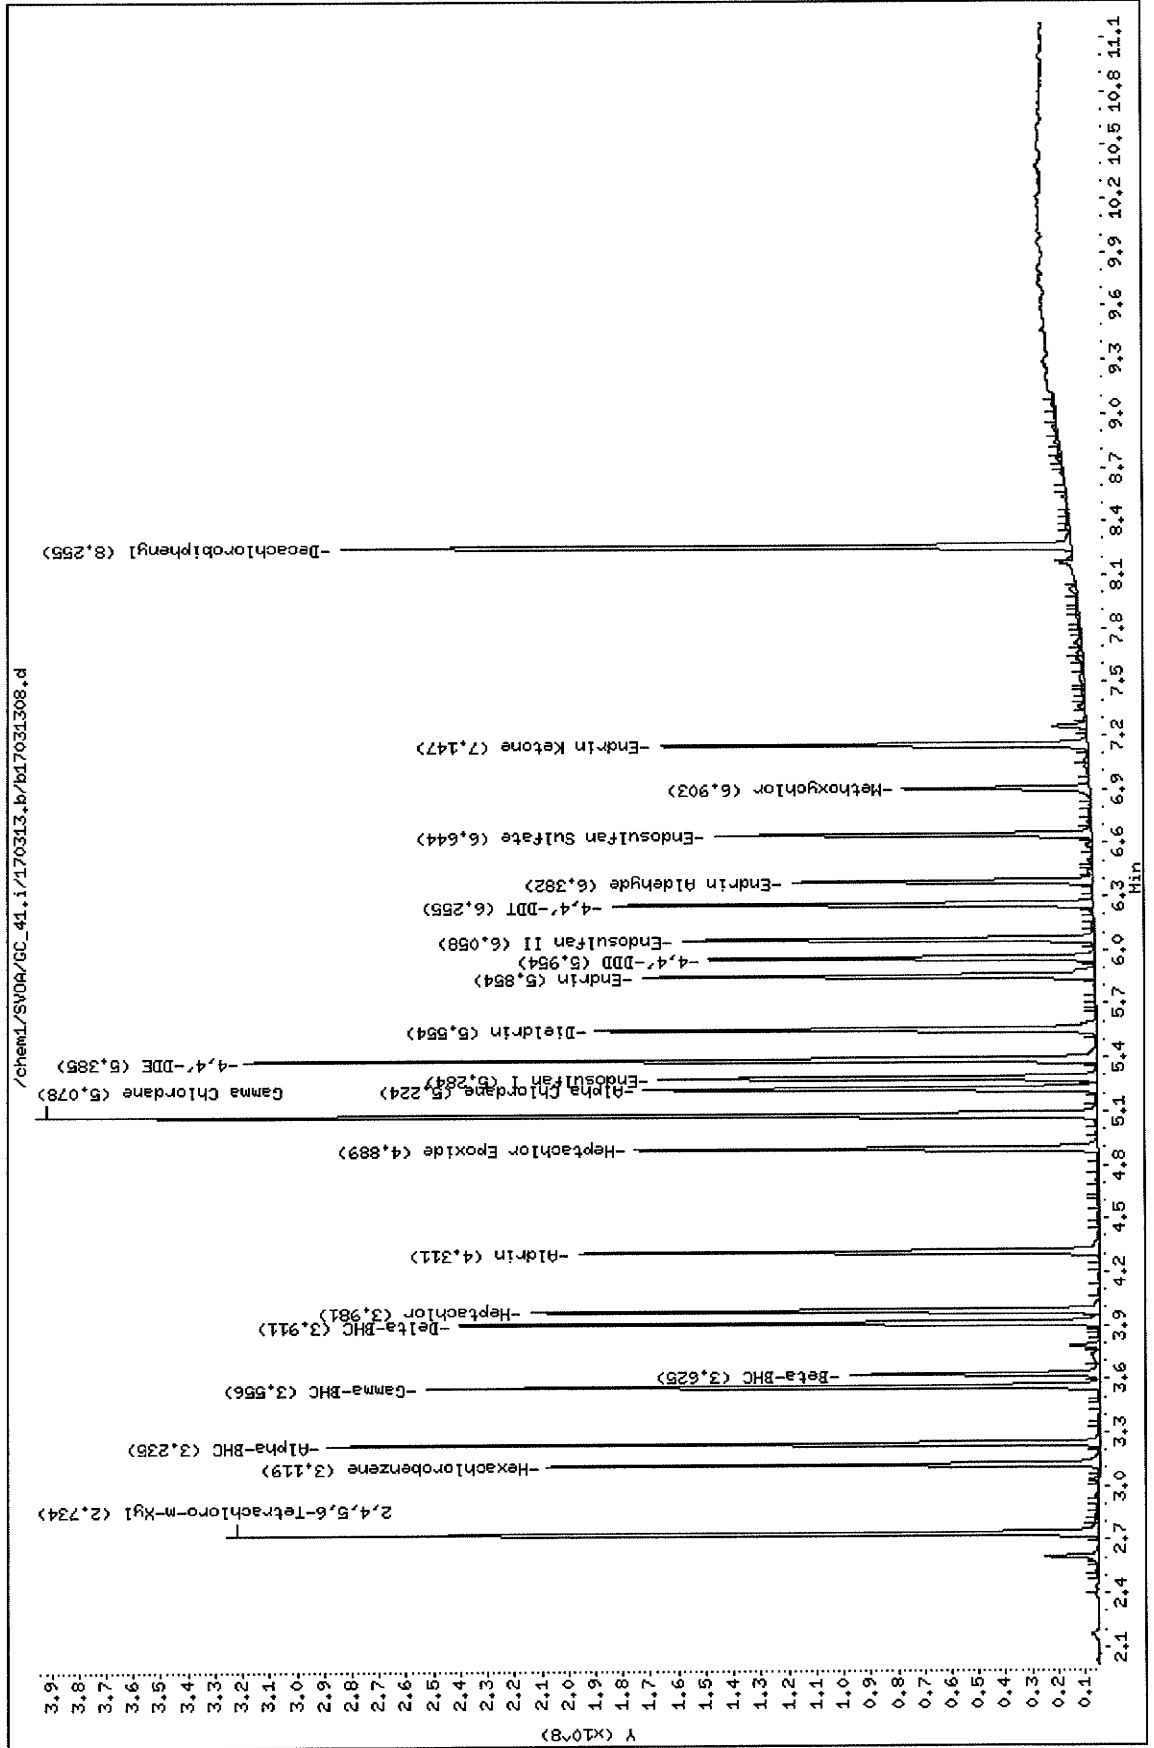 /chem1/SVOA/GC_41.i/170313.b/b17031308.d
Y (x10^8)
3.9
3.8
3.7
3.6
3.5
3.4
3.3
3.2
3.1
3.0
2.9
2.8
2.7
2.6
2.5
2.4
2.3
2.2
2.1
2.0
1.9
1.8
1.7
1.6
1.5
1.4
1.3
1.2
1.1
1.0
0.9
0.8
0.7
0.6
0.5
0.4
0.3
0.2
0.1
2,4,5,6-Tetrachloro-m-Xyl (2.734)
-Hexachlorobenzene (3.119)
-Alpha-BHC (3.235)
-Gamma-BHC (3.556)
-Beta-BHC (3.625)
-Delta-BHC (3.911)
-Heptachlor (3.981)
-Aldrin (4.311)
-Heptachlor Epoxide (4.889)
Gamma Chlordane (5.078)
-Alpha Chlordane (5.224)
-Endosulfan I (5.284)
-4,4'-DDE (5.385)
-Dieldrin (5.554)
-Endrin (5.854)
-4,4'-DDD (5.954)
-Endosulfan II (6.058)
-4,4'-DDT (6.255)
-Endrin Aldehyde (6.382)
-Endosulfan Sulfate (6.644)
-Methoxychlor (6.903)
-Endrin Ketone (7.147)
-Decachlorobiphenyl (8.255)
2.1 2.4 2.7 3.0 3.3 3.6 3.9 4.2 4.5 4.8 5.1 5.4 5.7 6.0 6.3 6.6 6.9 7.2 7.5 7.8 8.1 8.4 8.7 9.0 9.3 9.6 9.9 10.2 10.5 10.8 11.1
Min